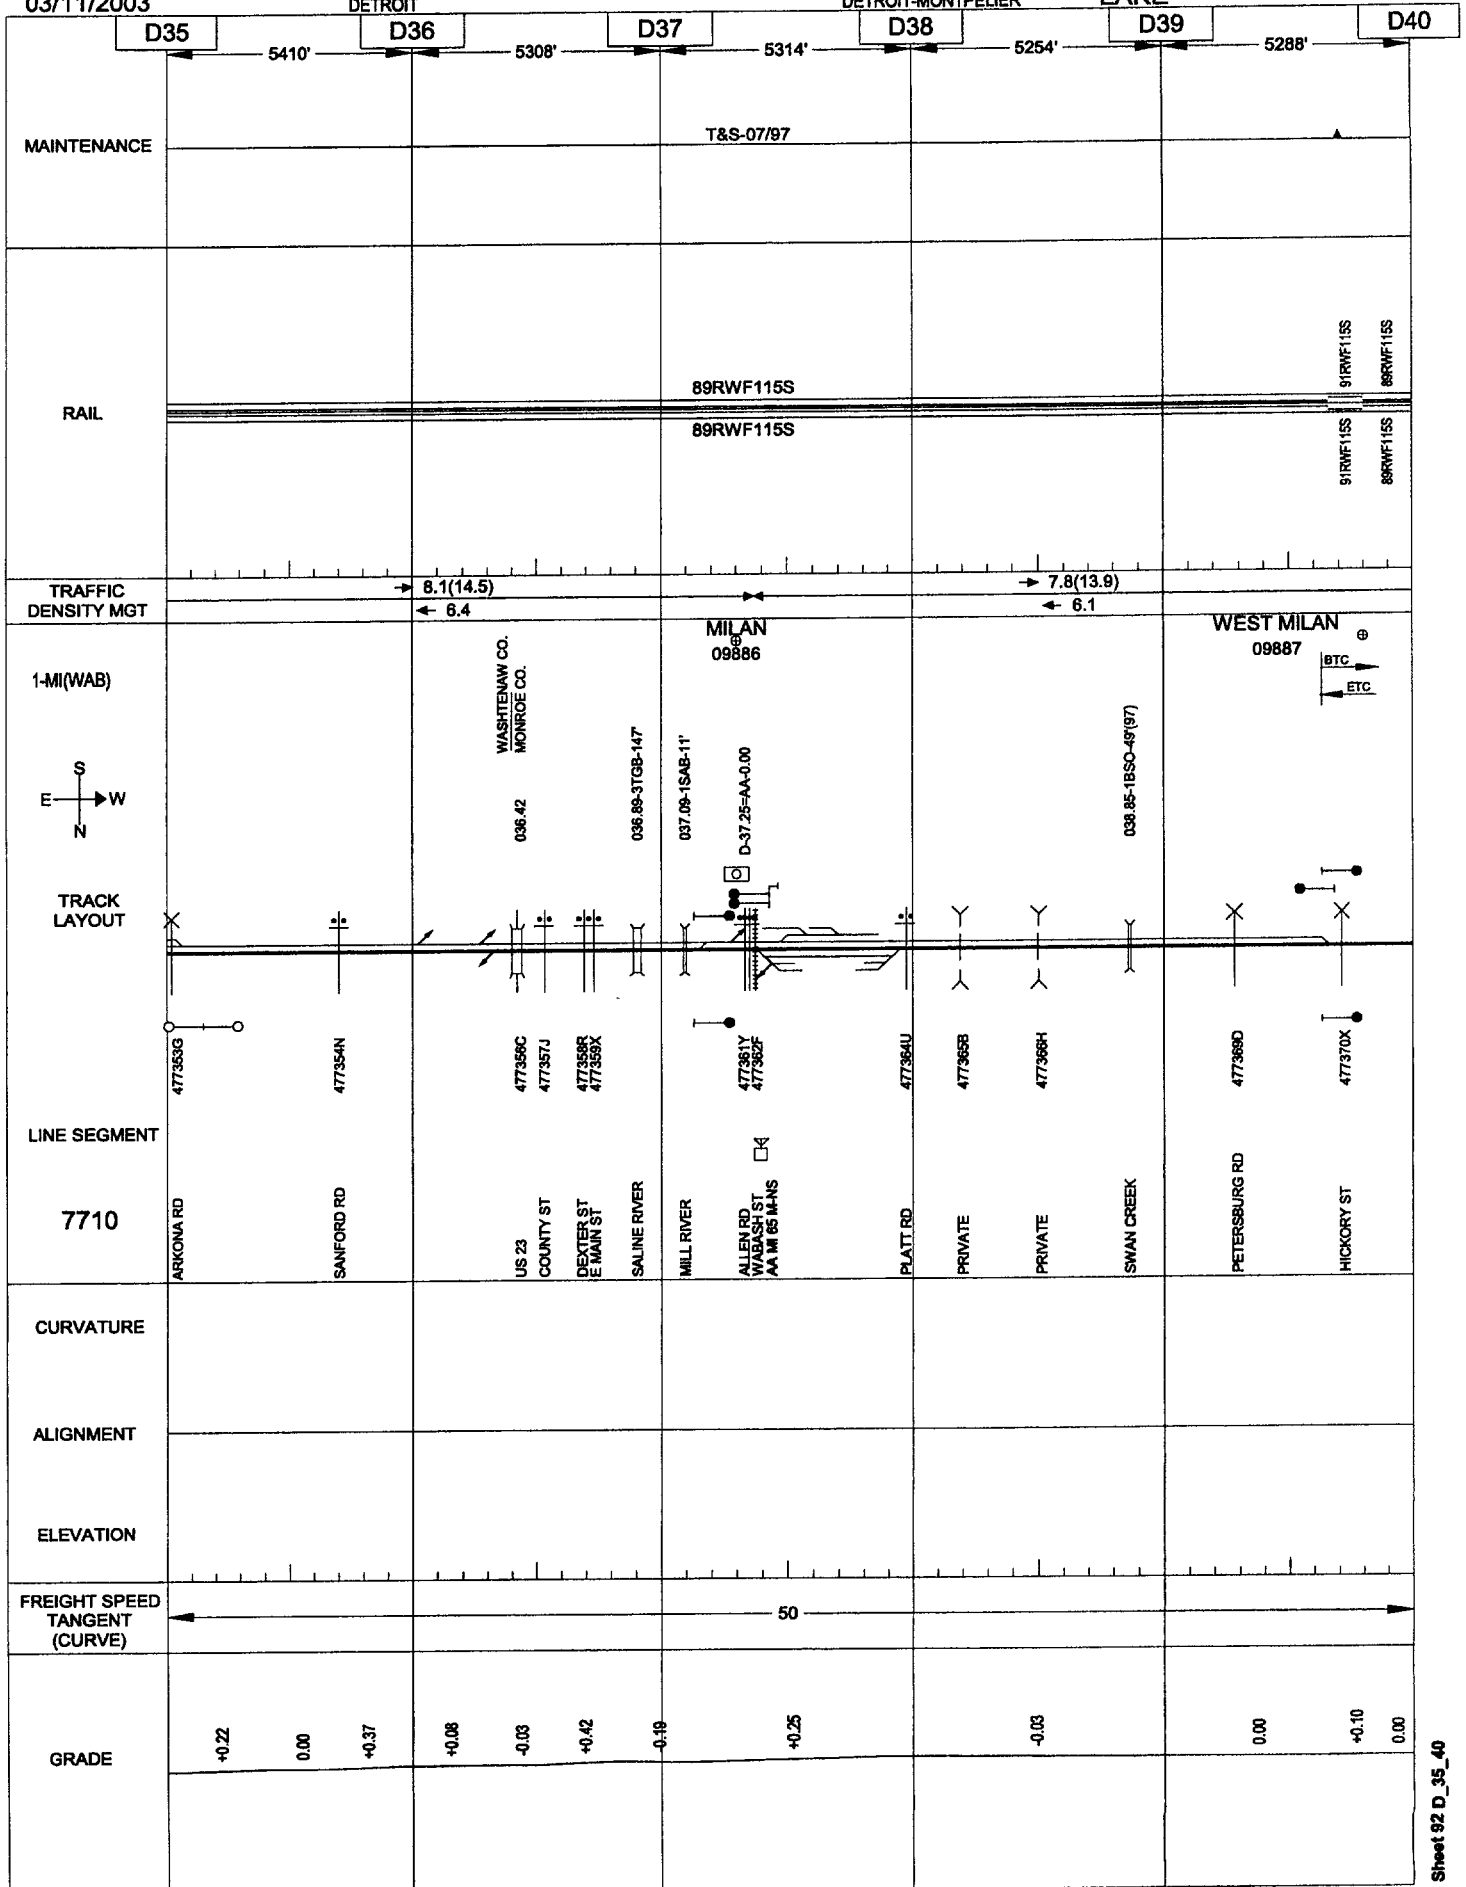 03/11/2003
DETROIT
DETROIT-MONTPELIER
LAKE
D35
D36
D37
D38
D39
D40
5410'
5308'
5314'
5254'
5288'
MAINTENANCE
T&S-07/97
RAIL
89RWF115S
89RWF115S
91RWF115S
89RWF115S
91RWF115S
89RWF115S
TRAFFIC
DENSITY MGT
8.1(14.5)
6.4
7.8(13.9)
6.1
1-MI(WAB)
MILAN
09886
WEST MILAN
09887
BTC
ETC
WASHTENAW CO.
MONROE CO.
036.42
036.89-3TGB-147'
037.09-1SAB-11'
D-37.25=AA-0.00
038.85-1BSO-49'(97)
S
E
W
N
TRACK
LAYOUT
477353G
477354N
477356C
477357J
477358R
477359X
477361Y
477362F
477364U
477365B
477366H
477369D
477370X
LINE SEGMENT
7710
ARKONA RD
SANFORD RD
US 23
COUNTY ST
DEXTER ST
E MAIN ST
SALINE RIVER
MILL RIVER
ALLEN RD
WABASH ST
AA MI 65 M-NS
PLATT RD
PRIVATE
PRIVATE
SWAN CREEK
PETERSBURG RD
HICKORY ST
CURVATURE
ALIGNMENT
ELEVATION
FREIGHT SPEED
TANGENT
(CURVE)
50
GRADE
+0.22
0.00
+0.37
+0.08
-0.03
+0.42
-0.19
+0.25
-0.03
0.00
+0.10
0.00
Sheet 92 D_35_40